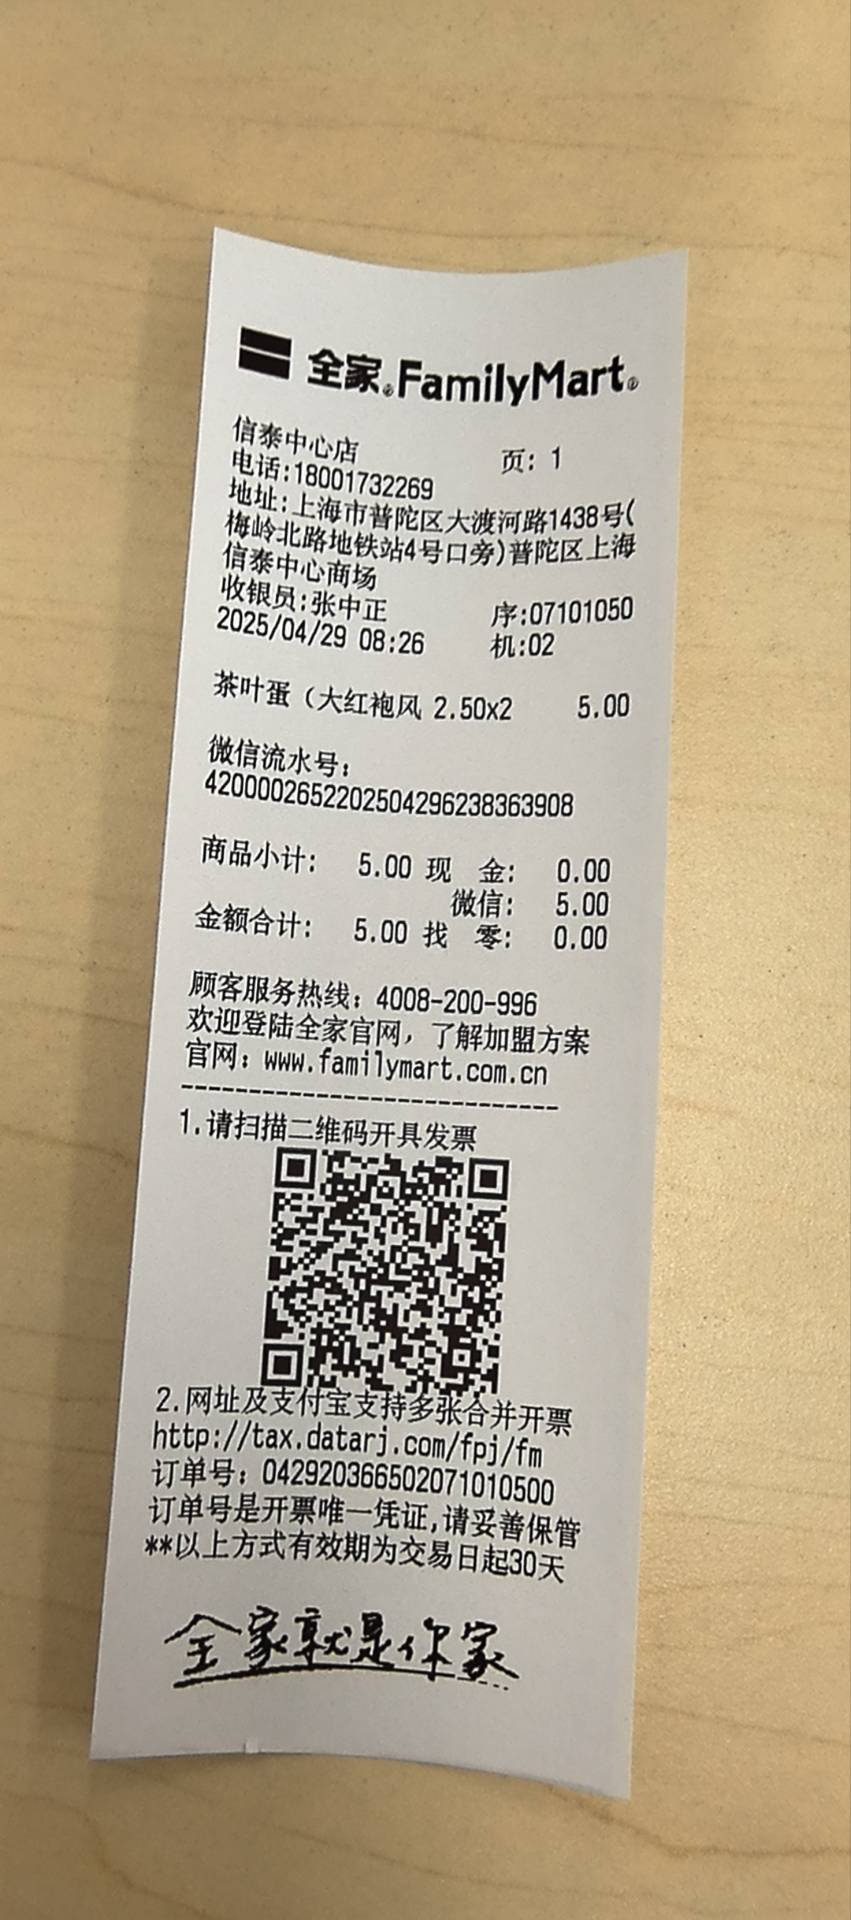 全家®FamilyMart®
信泰中心店 页: 1
电话:18001732269
地址:上海市普陀区大渡河路1438号(
梅岭北路地铁站4号口旁)普陀区上海
信泰中心商场
收银员:张中正 序:07101050
2025/04/29 08:26 机:02
茶叶蛋（大红袍风 2.50x2 5.00
微信流水号:
4200002652202504296238363908
商品小计: 5.00 现 金: 0.00
微信: 5.00
金额合计: 5.00 找 零: 0.00
顾客服务热线: 4008-200-996
欢迎登陆全家官网，了解加盟方案
官网: www.familymart.com.cn
------------------------------
1.请扫描二维码开具发票
2.网址及支付宝支持多张合并开票
http://tax.datarj.com/fpj/fm
订单号: 042920366502071010500
订单号是开票唯一凭证,请妥善保管
**以上方式有效期为交易日起30天
全家就是你家